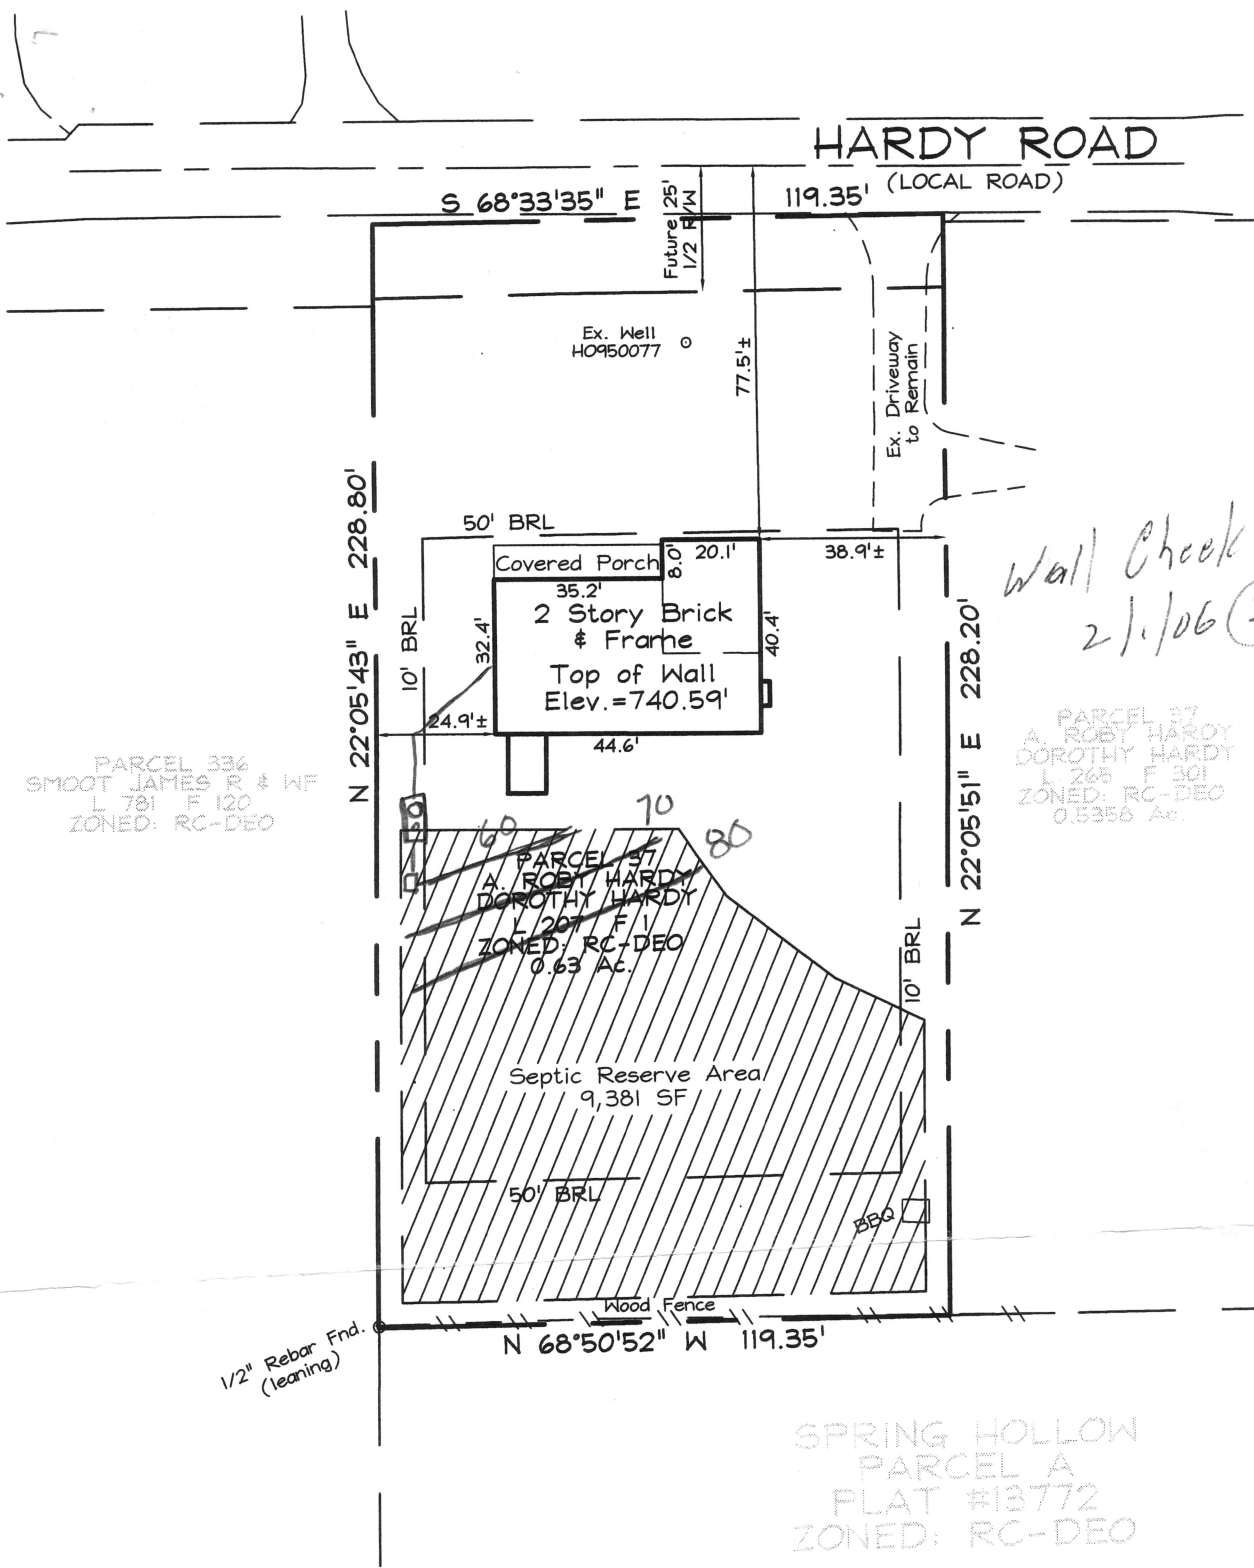 HARDY ROAD
(LOCAL ROAD)
S 68°33'35" E
119.35'
Future 25'
1/2 R/W
Ex. Well
HO950077
77.5'±
Ex. Driveway
to Remain
N 22°05'43" E 228.80'
50' BRL
Covered Porch
8.0'
20.1'
38.9'±
35.2'
2 Story Brick
& Frame
Top of Wall
Elev.=740.59'
32.4'
40.4'
10' BRL
24.9'±
44.6'
Wall Check
N 22°05'51" E 228.20'
PARCEL 336
SMOOT JAMES R & WF
L 781 F 120
ZONED: RC-DEO
PARCEL 37
A. ROBY HARDY
DOROTHY HARDY
L 265 F 301
ZONED: RC-DEO
0.5358 Ac.
60
70
80
PARCEL 37
A. ROBY HARDY
DOROTHY HARDY
L 207 F 1
ZONED: RC-DEO
0.63 Ac.
10' BRL
Septic Reserve Area
9,381 SF
50' BRL
BBQ
Wood Fence
N 68°50'52" W 119.35'
1/2" Rebar Fnd.
(leaning)
SPRING HOLLOW
PARCEL A
PLAT #13772
ZONED: RC-DEO